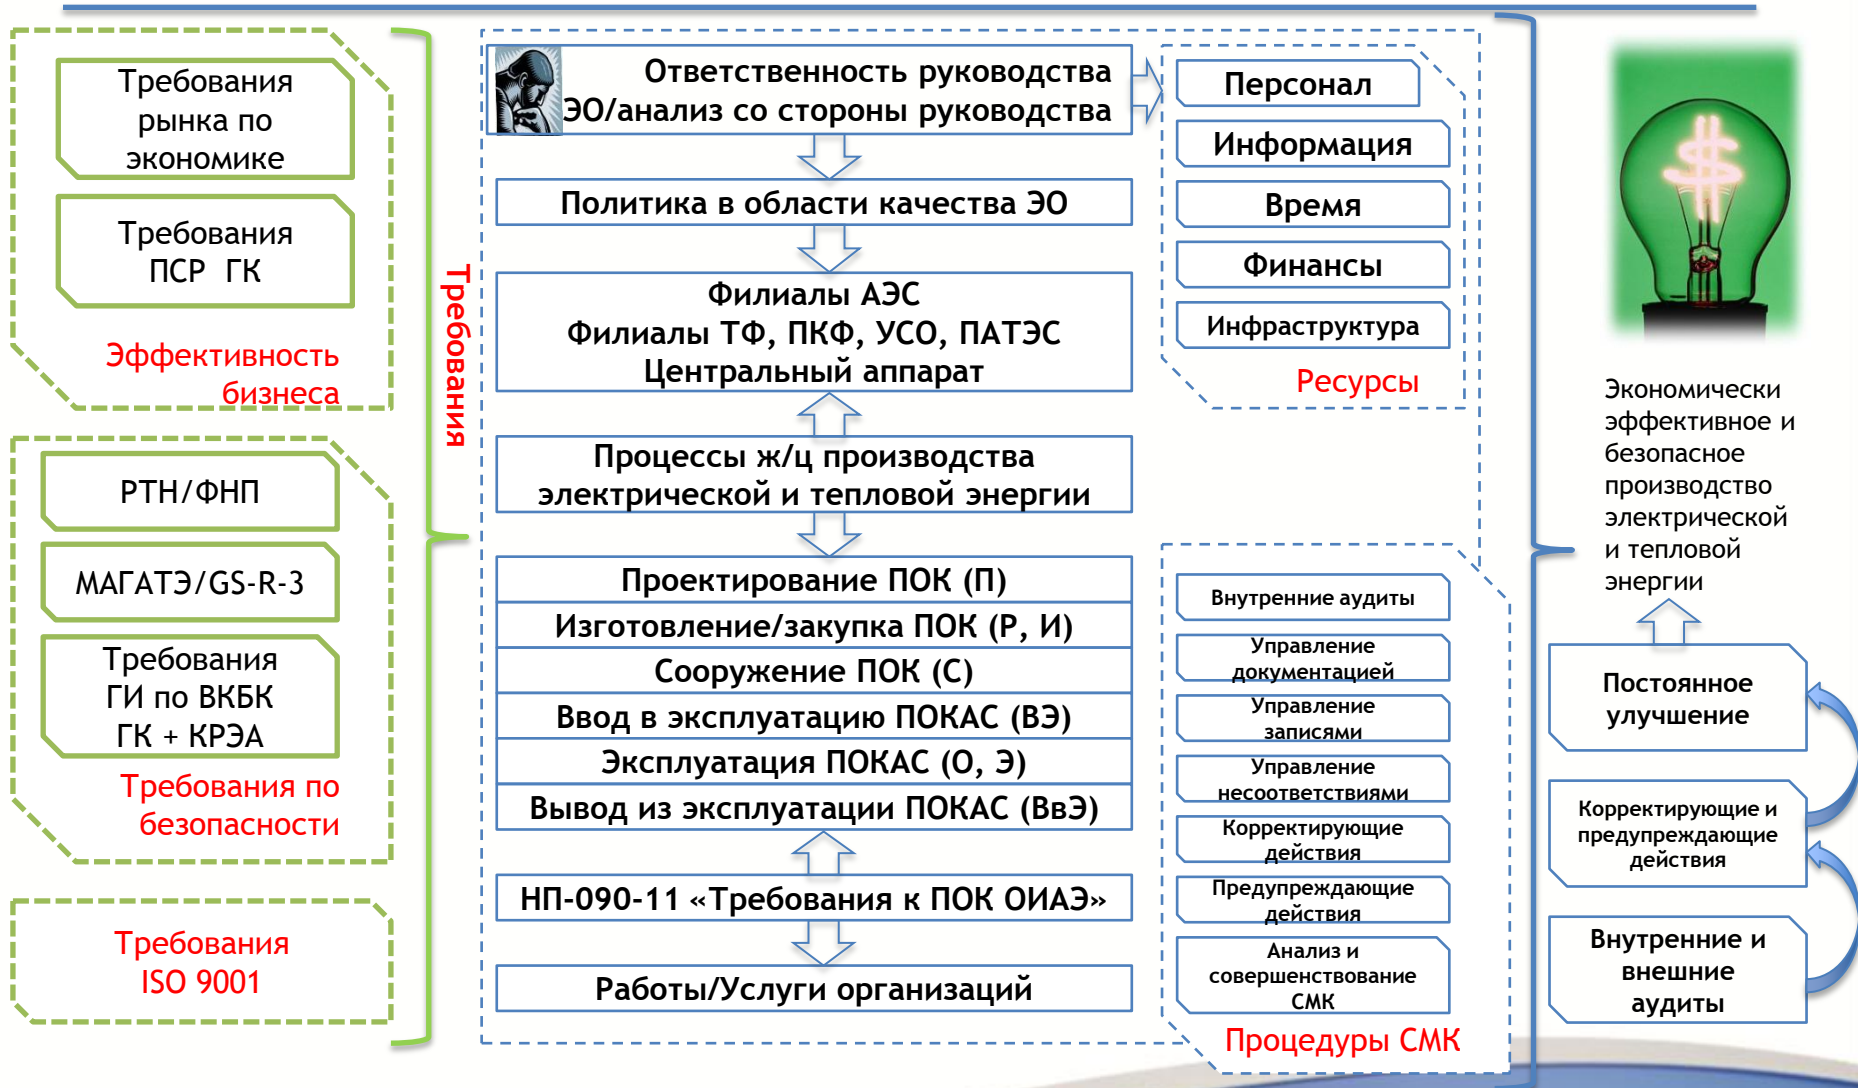 Требования
рынка по
экономике
Требования
ПСР ГК
Эффективность
бизнеса
РТН/ФНП
МАГАТЭ/GS-R-3
Требования
ГИ по ВКБК
ГК + КРЭА
Требования по
безопасности
Требования
ISO 9001
Требования
Ответственность руководства
ЭО/анализ со стороны руководства
Политика в области качества ЭО
Филиалы АЭС
Филиалы ТФ, ПКФ, УСО, ПАТЭС
Центральный аппарат
Процессы ж/ц производства
электрической и тепловой энергии
Проектирование ПОК (П)
Изготовление/закупка ПОК (Р, И)
Сооружение ПОК (С)
Ввод в эксплуатацию ПОКАС (ВЭ)
Эксплуатация ПОКАС (О, Э)
Вывод из эксплуатации ПОКАС (ВвЭ)
НП-090-11 «Требования к ПОК ОИАЭ»
Работы/Услуги организаций
Персонал
Информация
Время
Финансы
Инфраструктура
Ресурсы
Внутренние аудиты
Управление
документацией
Управление
записями
Управление
несоответствиями
Корректирующие
действия
Предупреждающие
действия
Анализ и
совершенствование
СМК
Процедуры СМК
$
Экономически
эффективное и
безопасное
производство
электрической
и тепловой
энергии
Постоянное
улучшение
Корректирующие и
предупреждающие
действия
Внутренние и
внешние
аудиты